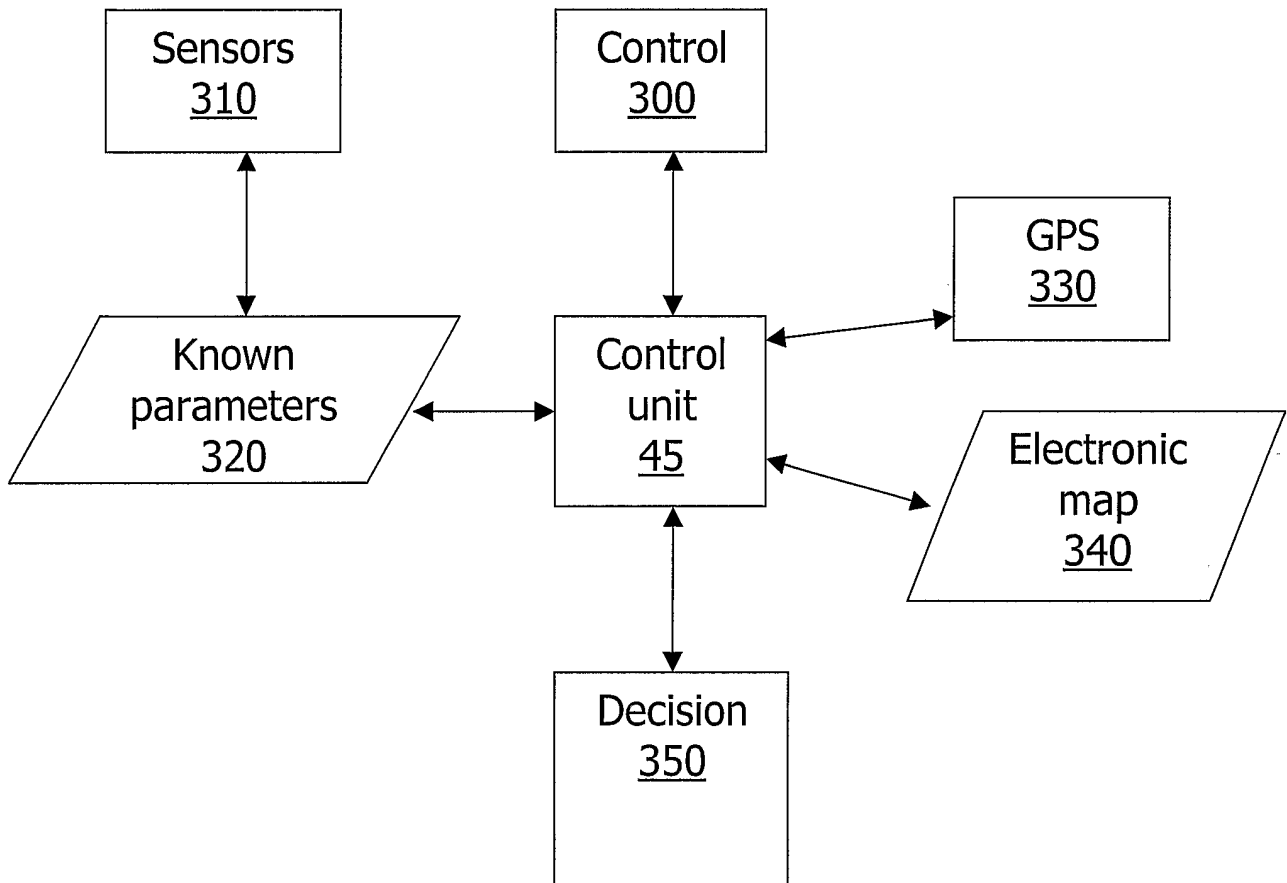 Sensors
310
Control
300
GPS
330
Known
parameters
320
Control
unit
45
Electronic
map
340
Decision
350